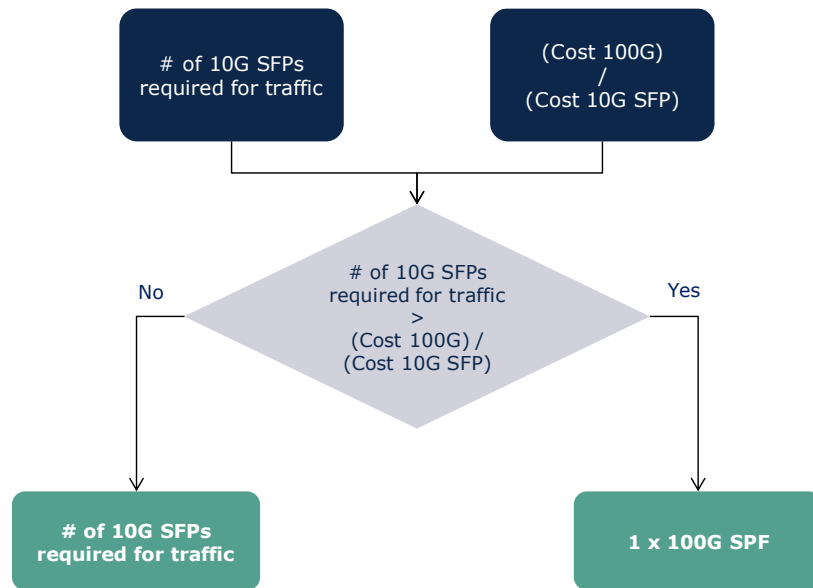 # of 10G SFPs
required for traffic
(Cost 100G)
/
(Cost 10G SFP)
# of 10G SFPs
required for traffic
>
(Cost 100G) /
(Cost 10G SFP)
No
Yes
# of 10G SFPs
required for traffic
1 x 100G SPF